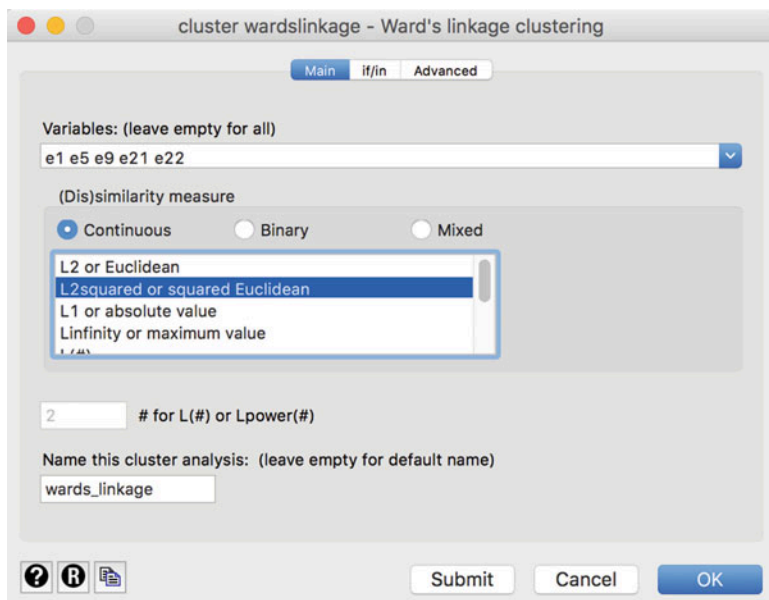 cluster wardslinkage - Ward's linkage clustering
Main if/in Advanced
Variables: (leave empty for all)
e1 e5 e9 e21 e22
(Dis)similarity measure
Continuous Binary Mixed
L2 or Euclidean
L2squared or squared Euclidean
L1 or absolute value
Linfinity or maximum value
L(#)
2 # for L(#) or Lpower(#)
Name this cluster analysis: (leave empty for default name)
wards_linkage
? R Submit Cancel OK